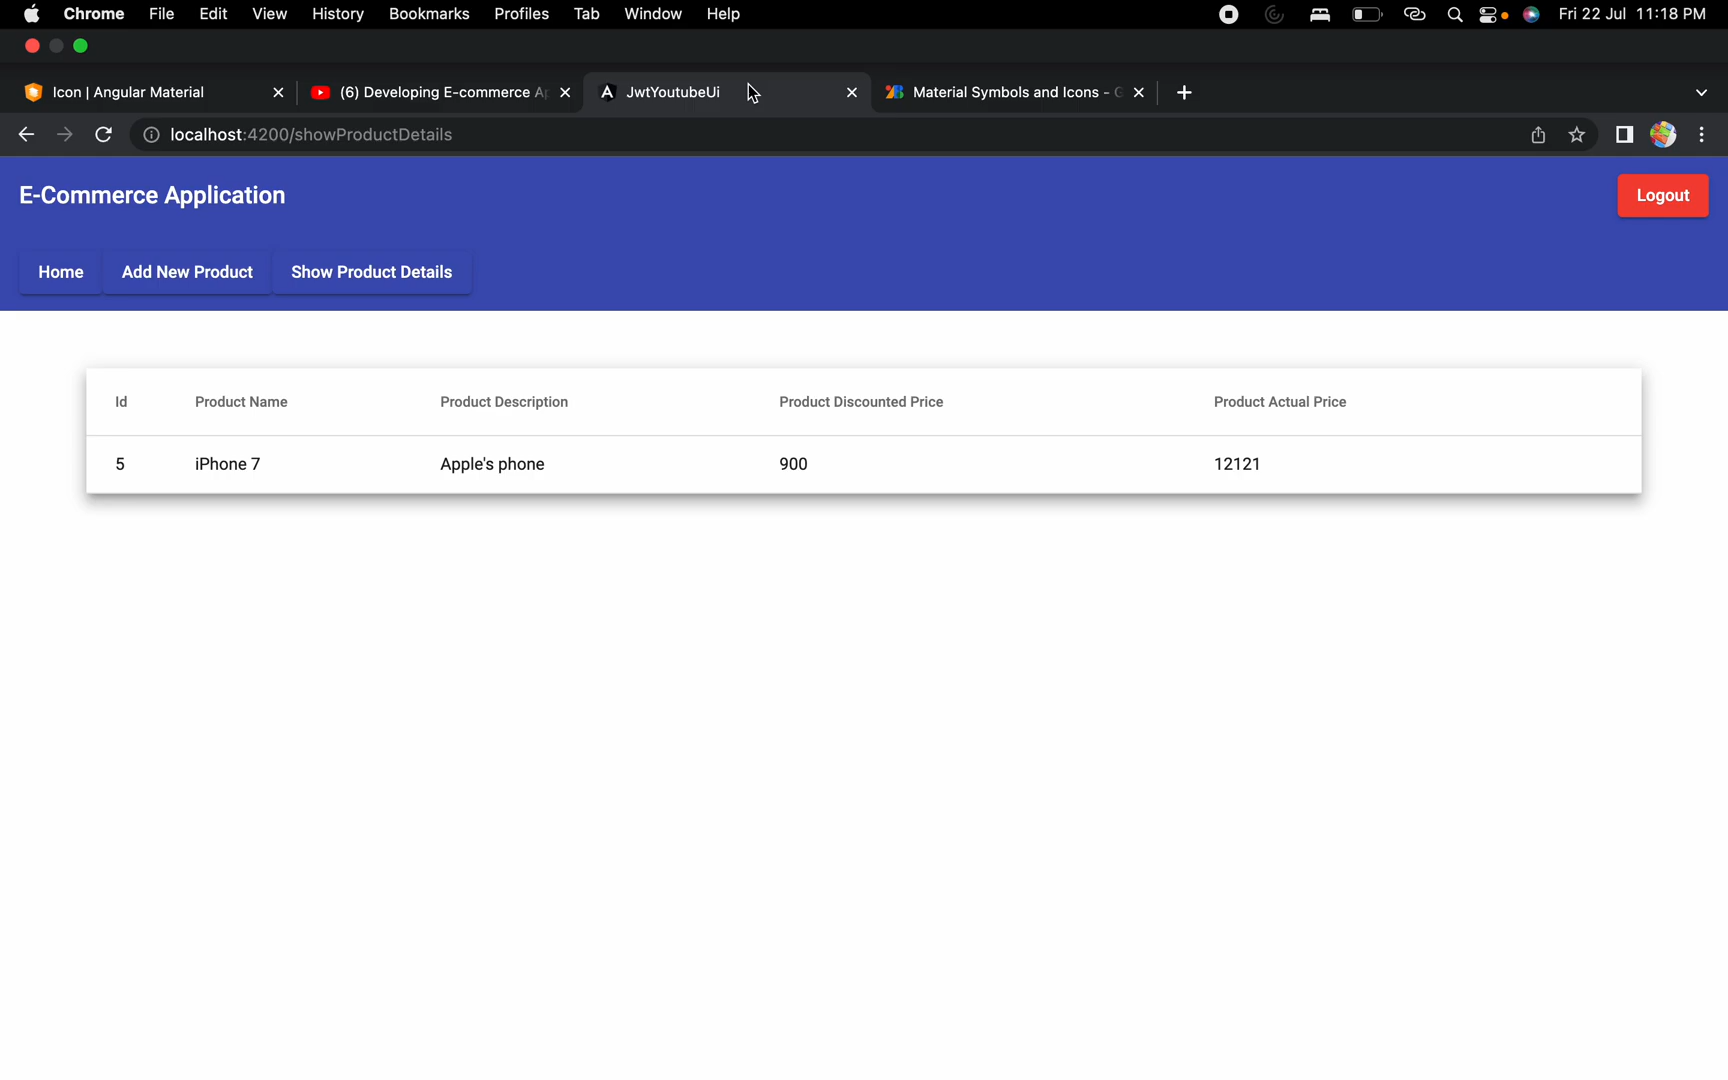 Chrome File Edit View History Bookmarks Profiles Tab Window Help Fri 22 Jul 11:18 PM
Icon | Angular Material (6) Developing E-commerce A JwtYoutubeUi Material Symbols and Icons - G
localhost:4200/showProductDetails
E-Commerce Application Logout
Home Add New Product Show Product Details
Id Product Name Product Description Product Discounted Price Product Actual Price
5 iPhone 7 Apple's phone 900 12121